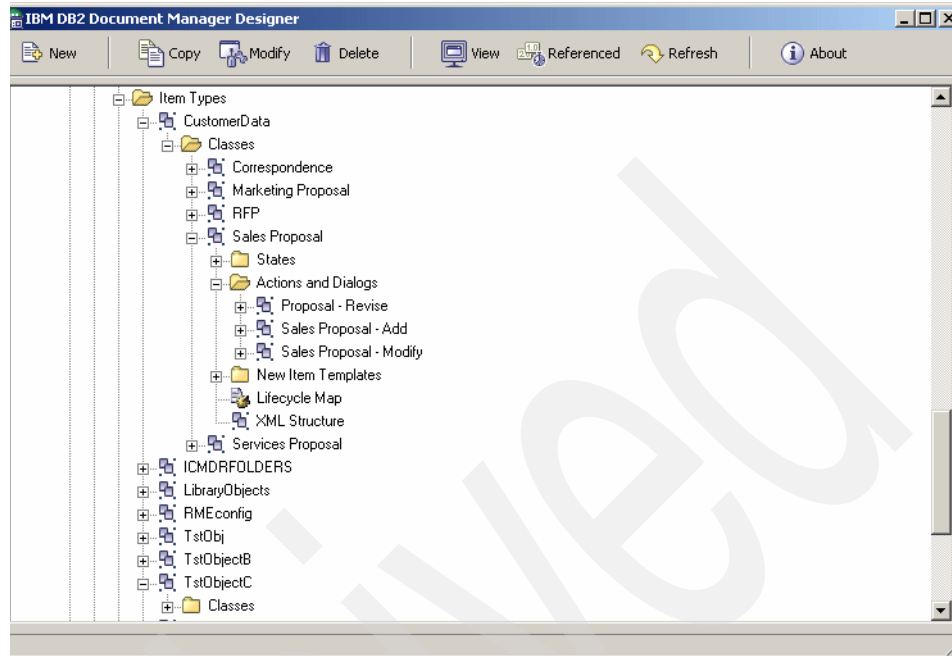 IBM DB2 Document Manager Designer
New Copy Modify Delete View Referenced Refresh About
Item Types
CustomerData
Classes
Correspondence
Marketing Proposal
RFP
Sales Proposal
States
Actions and Dialogs
Proposal - Revise
Sales Proposal - Add
Sales Proposal - Modify
New Item Templates
Lifecycle Map
XML Structure
Services Proposal
ICMDRFOLDERS
LibraryObjects
RMEconfig
TstObj
TstObjectB
TstObjectC
Classes